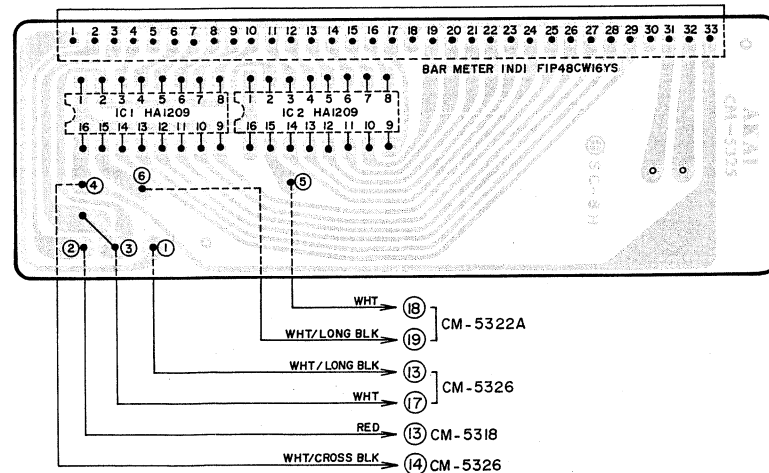 1 2 3 4 5 6 7 8 9 10 11 12 13 14 15 16 17 18 19 20 21 22 23 24 25 26 27 28 29 30 31 32 33
BAR METER INDI FIP48CW16YS
1 2 3 4 5 6 7 8
IC1 HA1209
16 15 14 13 12 11 10 9
1 2 3 4 5 6 7 8
IC2 HA1209
16 15 14 13 12 11 10 9
AKAI
CM-5325
4
6
5
2
3
1
WHT 18
WHT/LONG BLK 19
CM-5322A
WHT/LONG BLK 13
WHT 17
CM-5326
RED 13 CM-5318
WHT/CROSS BLK 14 CM-5326